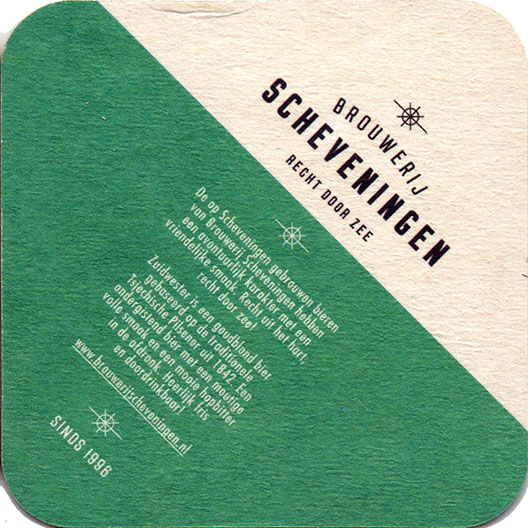 BROUWERIJ
SCHEVENINGEN
RECHT DOOR ZEE
De op Scheveningen gebrouwen bieren
van Brouwerij Scheveningen hebben
een avontuurlijk karakter met een
vriendelijke smaak. Recht uit het hart,
recht door zee!
Zuidwester is een goudblond bier
gebaseerd op de traditionele
Tsjechische Pilsener uit 1842. Een
ondergistend bier met een moutige
volle smaak en een mooie hopbitter
in de afdronk. Heerlijk fris
en doordrinkbaar!
www.brouwerijscheveningen.nl
SINDS 1998